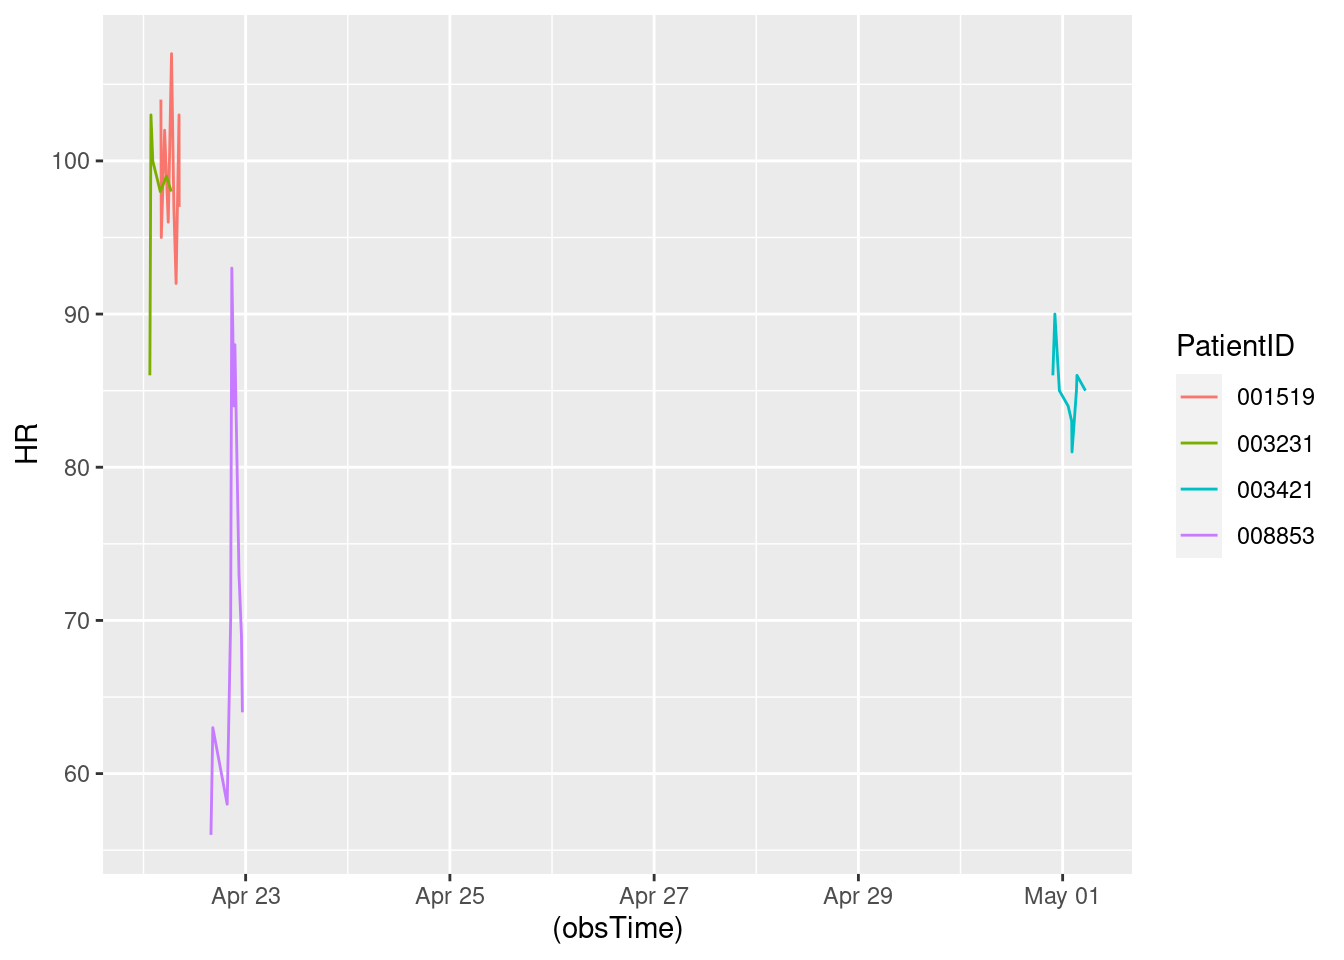 HR
100
90
80
70
60
Apr 23
Apr 25
Apr 27
Apr 29
May 01
(obsTime)
PatientID
001519
003231
003421
008853